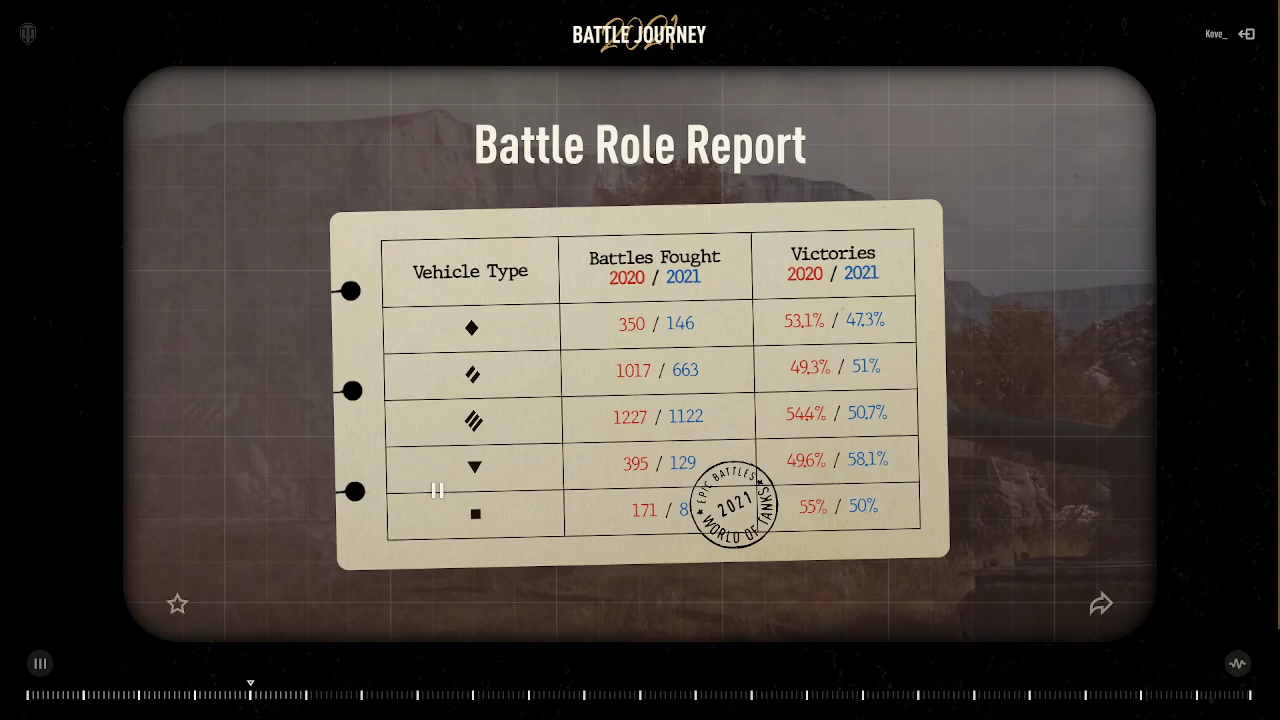 2021
BATTLE JOURNEY
Kove_
Battle Role Report
Vehicle Type
Battles Fought
2020 / 2021
Victories
2020 / 2021
350 / 146
53.1% / 47.3%
1017 / 663
49.3% / 51%
1227 / 1122
54.4% / 50.7%
395 / 129
49.6% / 58.1%
171 / 8
55% / 50%
EPIC BATTLES
2021
WORLD OF TANKS